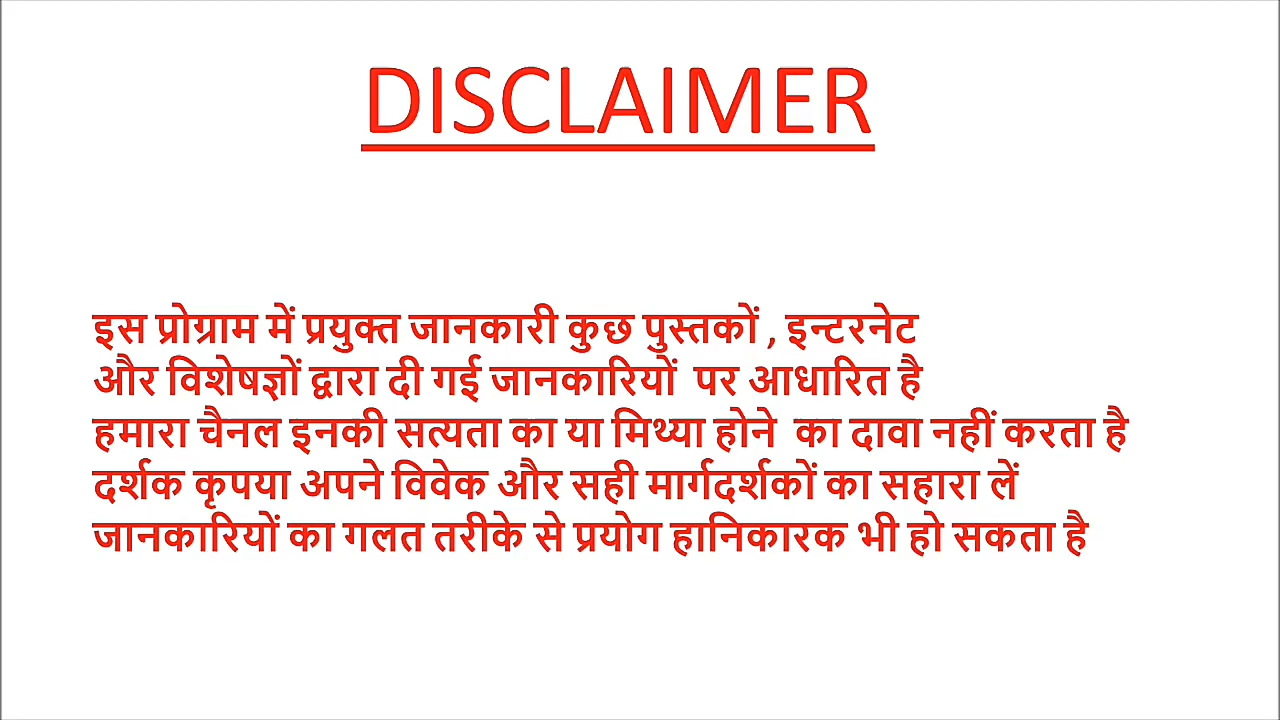 DISCLAIMER
इस प्रोग्राम में प्रयुक्त जानकारी कुछ पुस्तकों , इन्टरनेट
और विशेषज्ञों द्वारा दी गई जानकारियों पर आधारित है
हमारा चैनल इनकी सत्यता का या मिथ्या होने का दावा नहीं करता है
दर्शक कृपया अपने विवेक और सही मार्गदर्शकों का सहारा लें
जानकारियों का गलत तरीके से प्रयोग हानिकारक भी हो सकता है